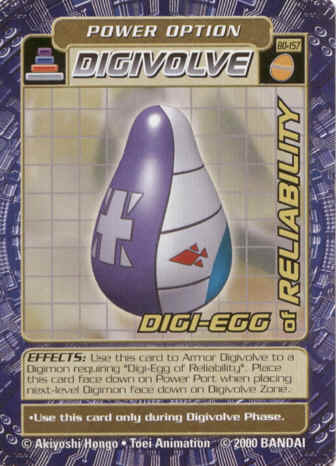 POWER OPTION
DIGIVOLVE
BO-157
DIGI-EGG
of RELIABILITY
EFFECTS: Use this card to Armor Digivolve to a
Digimon requiring "Digi-Egg of Reliability". Place
this card face down on Power Port when placing
next-level Digimon face down on Digivolve Zone.
•Use this card only during Digivolve Phase.
© Akiyoshi Hongo • Toei Animation © 2000 BANDAI